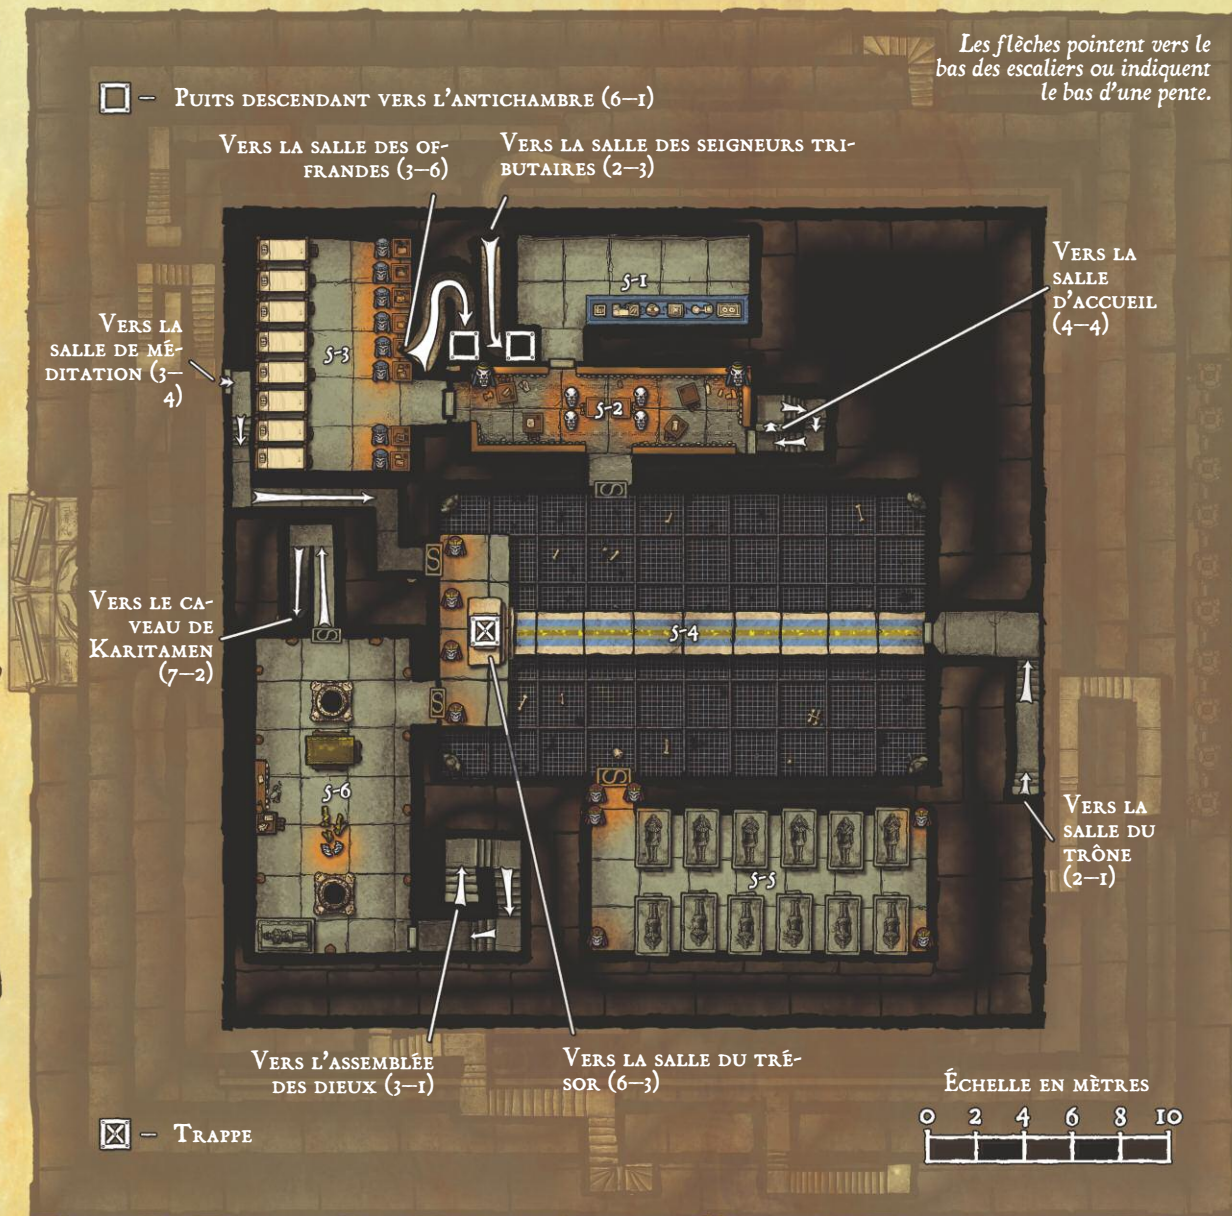 Les flèches pointent vers le
bas des escaliers ou indiquent
le bas d'une pente.
– Puits descendant vers l'antichambre (6–1)
Vers la salle des of-
frandes (3–6)
Vers la salle des seigneurs tri-
butaires (2–3)
Vers la
salle
d'accueil
(4–4)
Vers la
salle de mé-
ditation (3–
4)
5-1
5-3
5-2
S
S
5-4
Vers le ca-
veau de
Karitamen
(7–2)
S
S
S
5-6
5-5
Vers la
salle du
trône
(2–1)
Vers l'assemblée
des dieux (3–1)
Vers la salle du tré-
sor (6–3)
Échelle en mètres
0 2 4 6 8 10
– Trappe